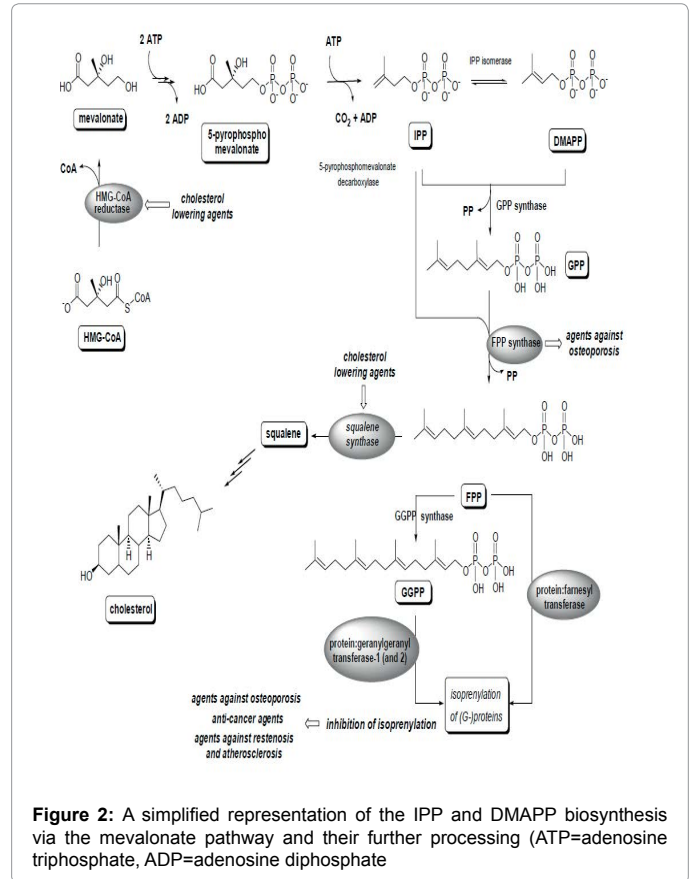 2 ATP
ATP
IPP isomerase
2 ADP
CO2 + ADP
mevalonate
5-pyrophospho
mevalonate
IPP
DMAPP
5-pyrophosphomevalonate
decarboxylase
CoA
HMG-CoA
reductase
cholesterol
lowering agents
PP
GPP synthase
GPP
HMG-CoA
FPP synthase
agents against
osteoporosis
PP
cholesterol
lowering agents
squalene
synthase
squalene
FPP
GGPP synthase
GGPP
protein:farnesyl
transferase
cholesterol
protein:geranylgeranyl
transferase-1 (and 2)
isoprenylation
of (G-)proteins
agents against osteoporosis
anti-cancer agents
agents against restenosis
and atherosclerosis
inhibition of isoprenylation
Figure 2: A simplified representation of the IPP and DMAPP biosynthesis
via the mevalonate pathway and their further processing (ATP=adenosine
triphosphate, ADP=adenosine diphosphate